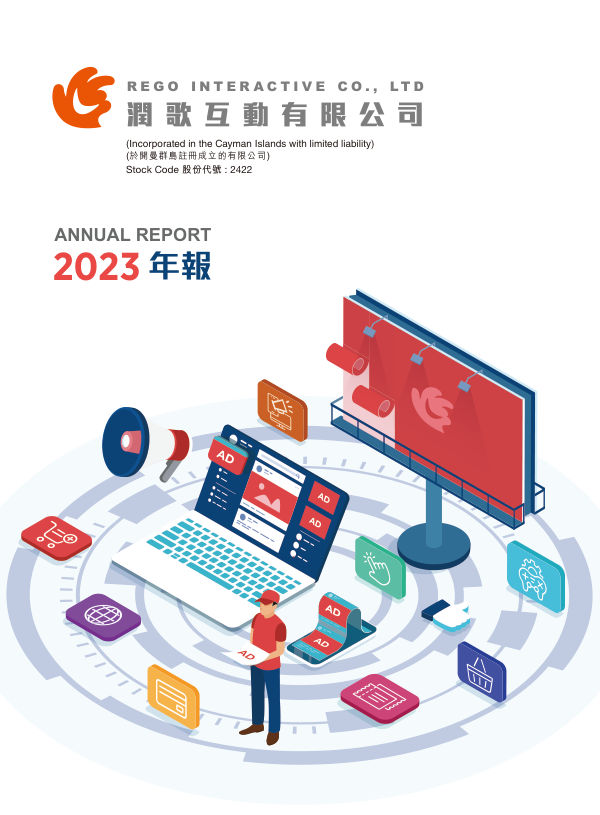 REGO INTERACTIVE CO., LTD
潤歌互動有限公司
(Incorporated in the Cayman Islands with limited liability)
(於開曼群島註冊成立的有限公司)
Stock Code 股份代號 : 2422
ANNUAL REPORT
2023 年報
AD
AD
AD
AD
AD
AD